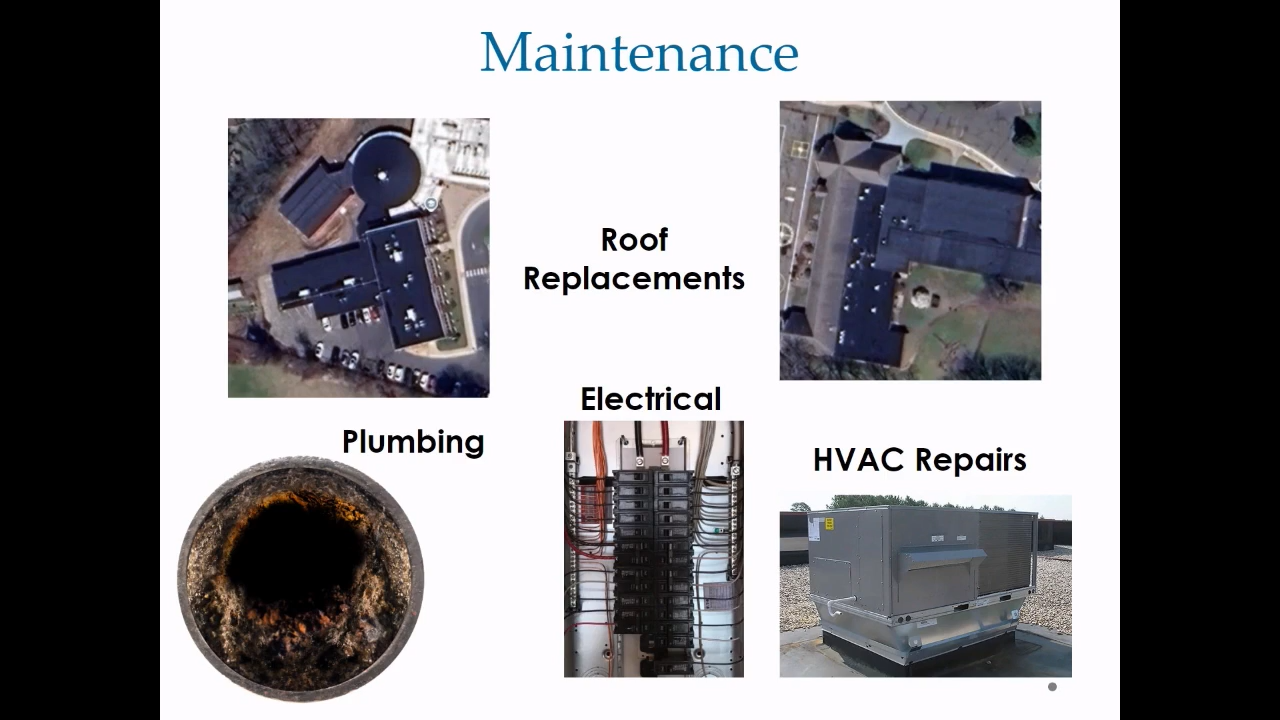 Maintenance
Roof
Replacements
Electrical
Plumbing
HVAC Repairs